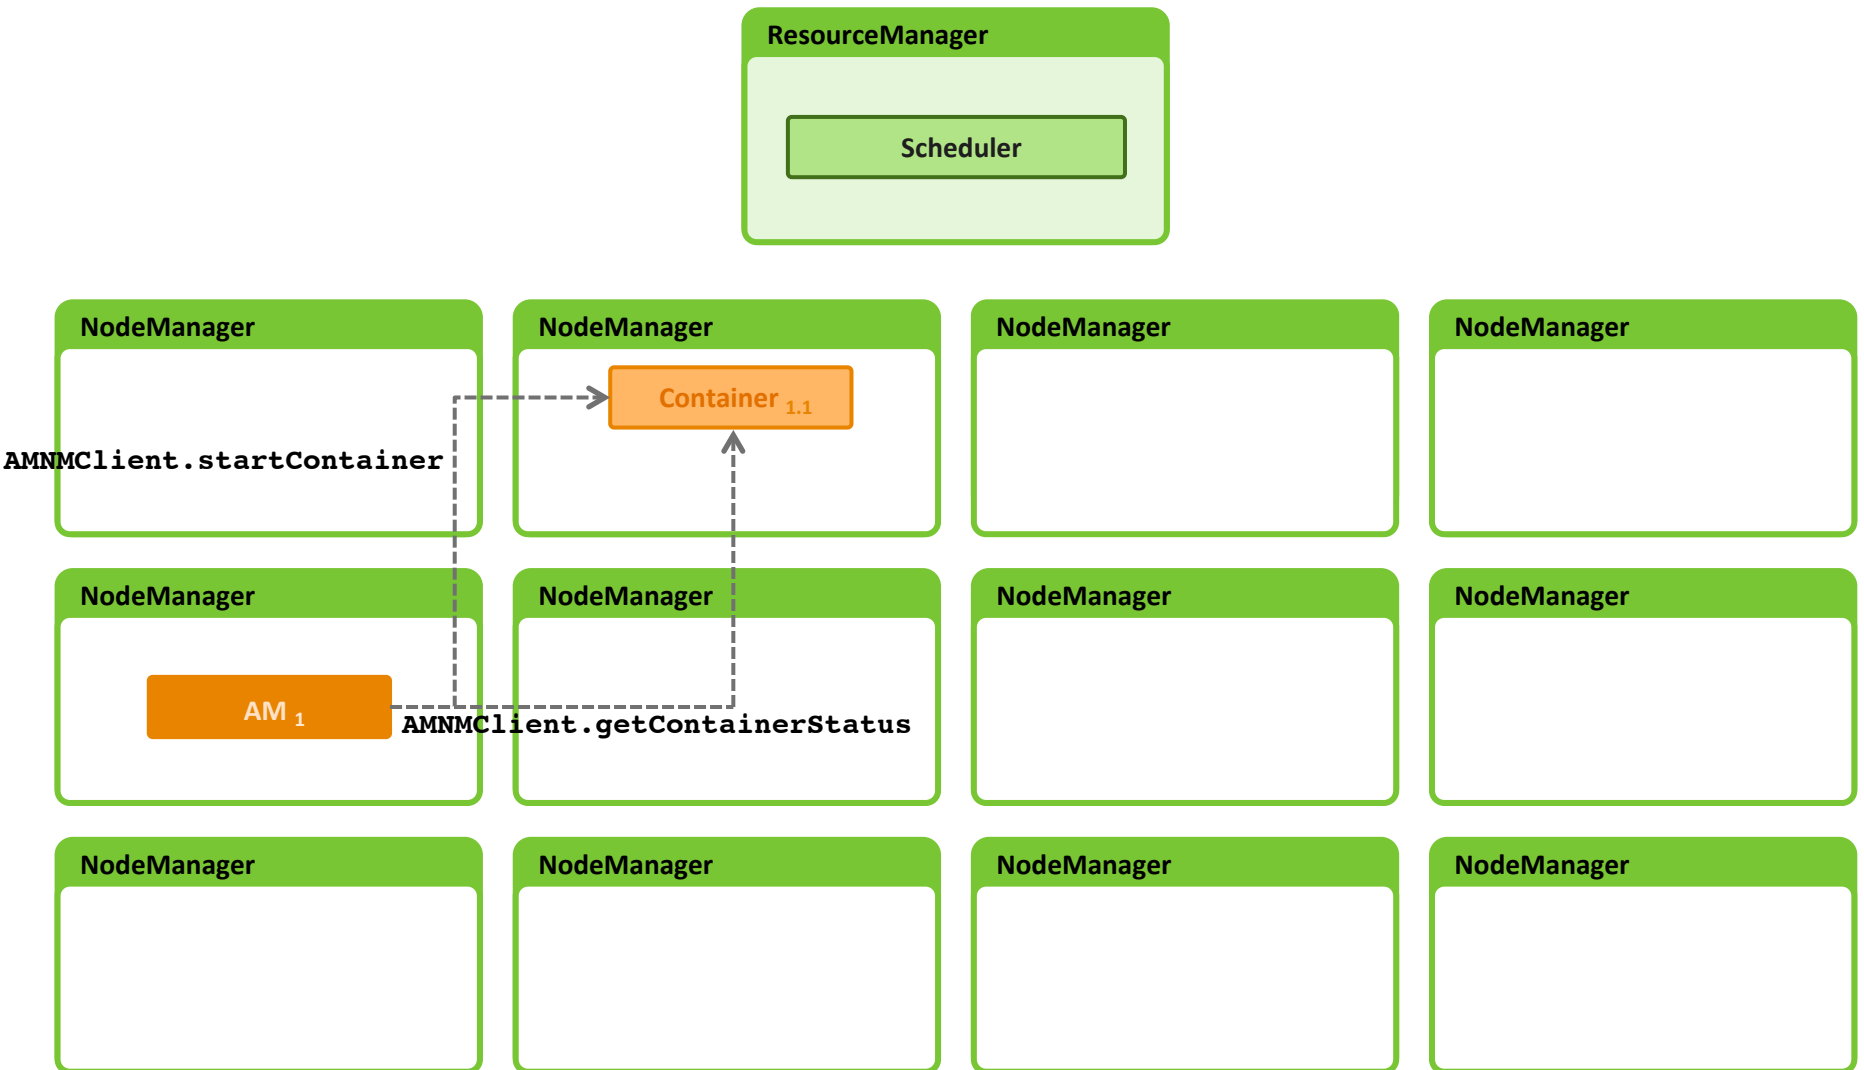 ResourceManager
Scheduler
NodeManager
NodeManager
NodeManager
NodeManager
Container 1.1
AMNMClient.startContainer
NodeManager
NodeManager
NodeManager
NodeManager
AM 1
AMNMClient.getContainerStatus
NodeManager
NodeManager
NodeManager
NodeManager